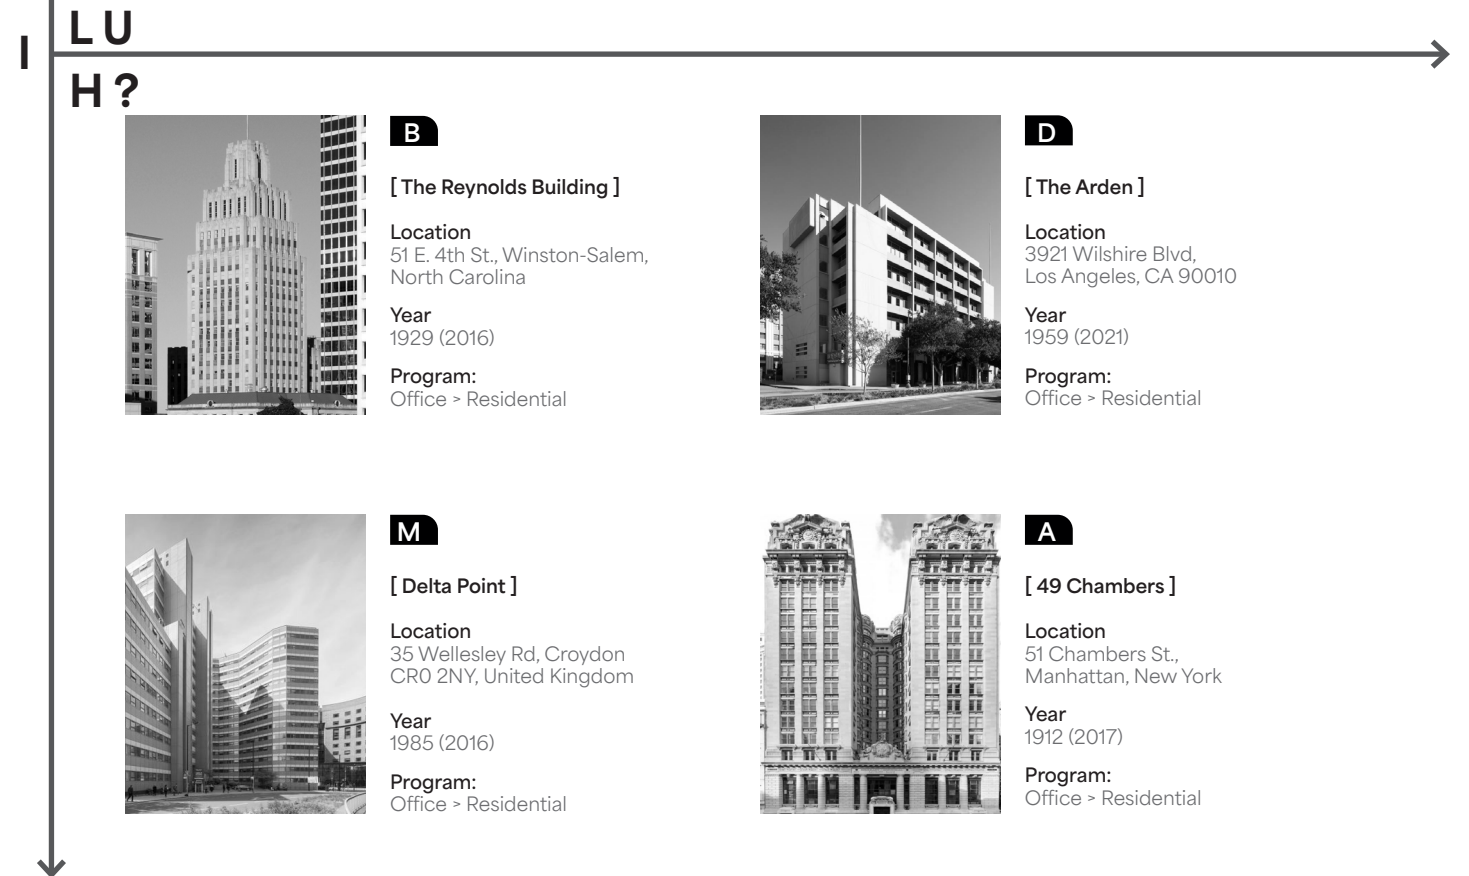 L U
I
H ?
B
[ The Reynolds Building ]
Location
51 E. 4th St., Winston-Salem,
North Carolina
Year
1929 (2016)
Program:
Office > Residential
D
[ The Arden ]
Location
3921 Wilshire Blvd,
Los Angeles, CA 90010
Year
1959 (2021)
Program:
Office > Residential
M
[ Delta Point ]
Location
35 Wellesley Rd, Croydon
CR0 2NY, United Kingdom
Year
1985 (2016)
Program:
Office > Residential
A
[ 49 Chambers ]
Location
51 Chambers St.,
Manhattan, New York
Year
1912 (2017)
Program:
Office > Residential